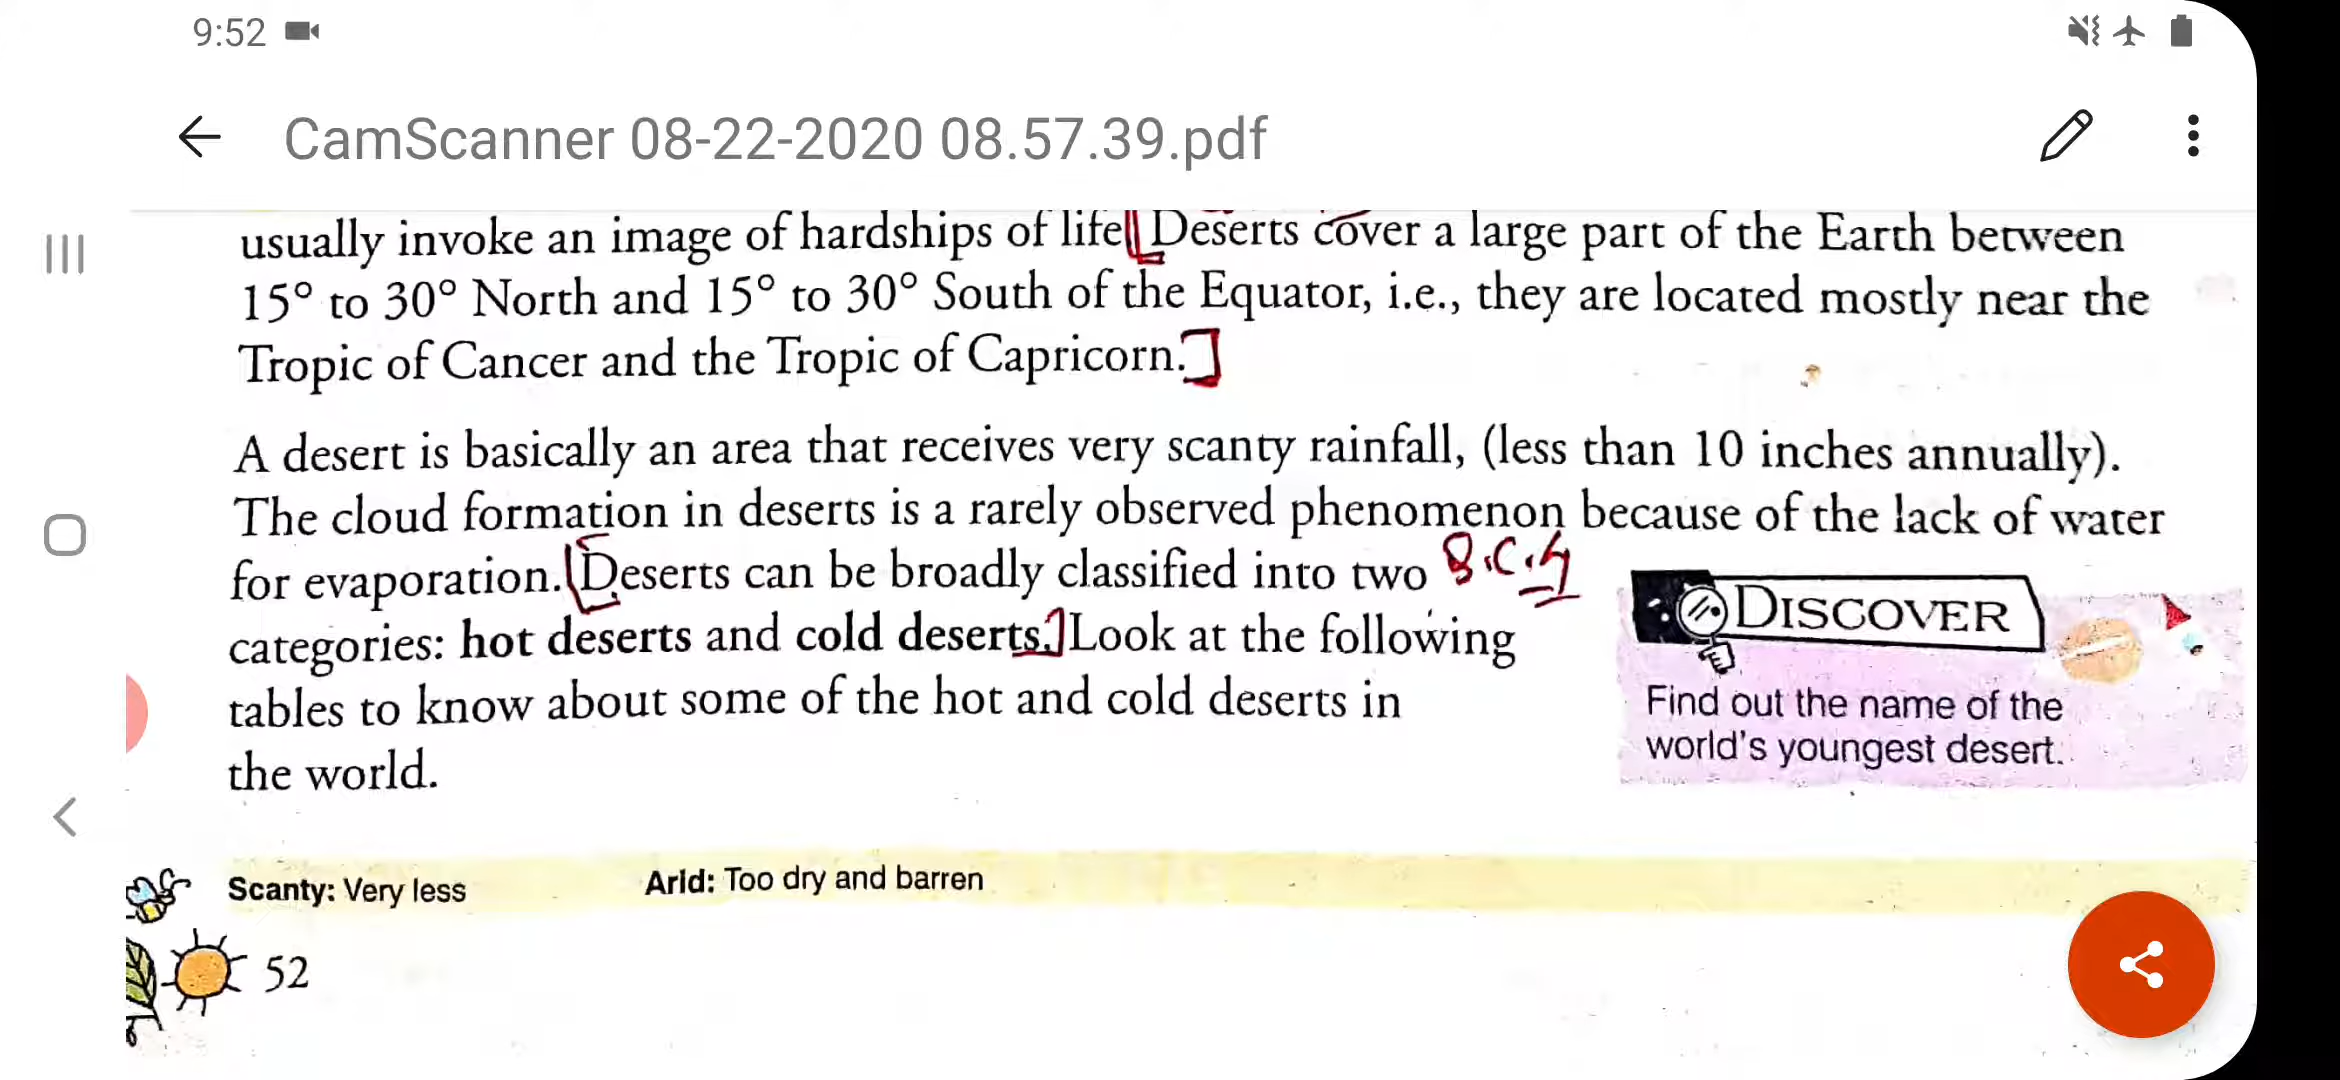 9:52
CamScanner 08-22-2020 08.57.39.pdf
usually invoke an image of hardships of life Deserts cover a large part of the Earth between
15° to 30° North and 15° to 30° South of the Equator, i.e., they are located mostly near the
Tropic of Cancer and the Tropic of Capricorn.]
A desert is basically an area that receives very scanty rainfall, (less than 10 inches annually).
The cloud formation in deserts is a rarely observed phenomenon because of the lack of water
for evaporation. [Deserts can be broadly classified into two
categories: hot deserts and cold deserts.] Look at the following
tables to know about some of the hot and cold deserts in
the world.
DISCOVER
Find out the name of the
world's youngest desert.
Scanty: Very less
Arid: Too dry and barren
52